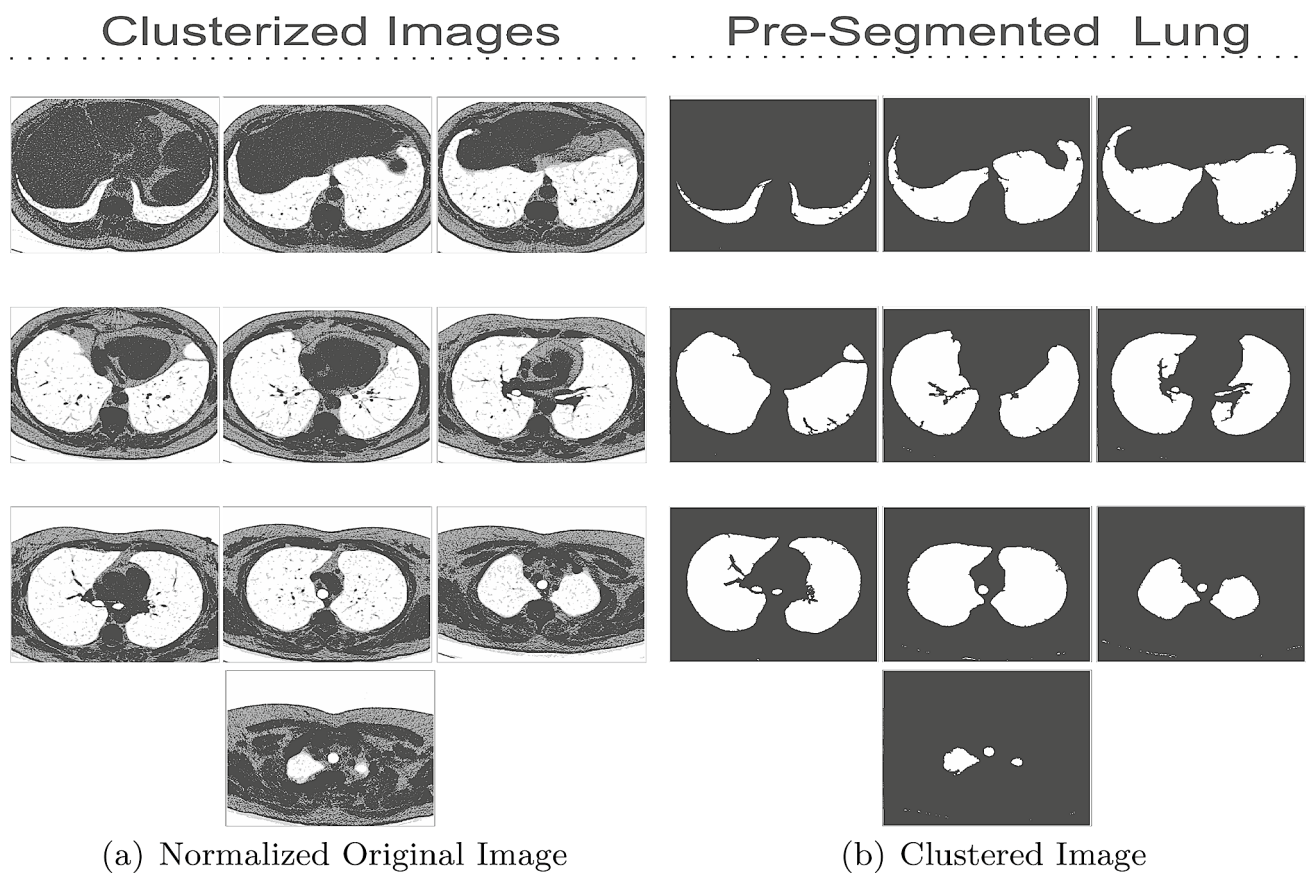 Clusterized Images
Pre-Segmented Lung
(a) Normalized Original Image
(b) Clustered Image